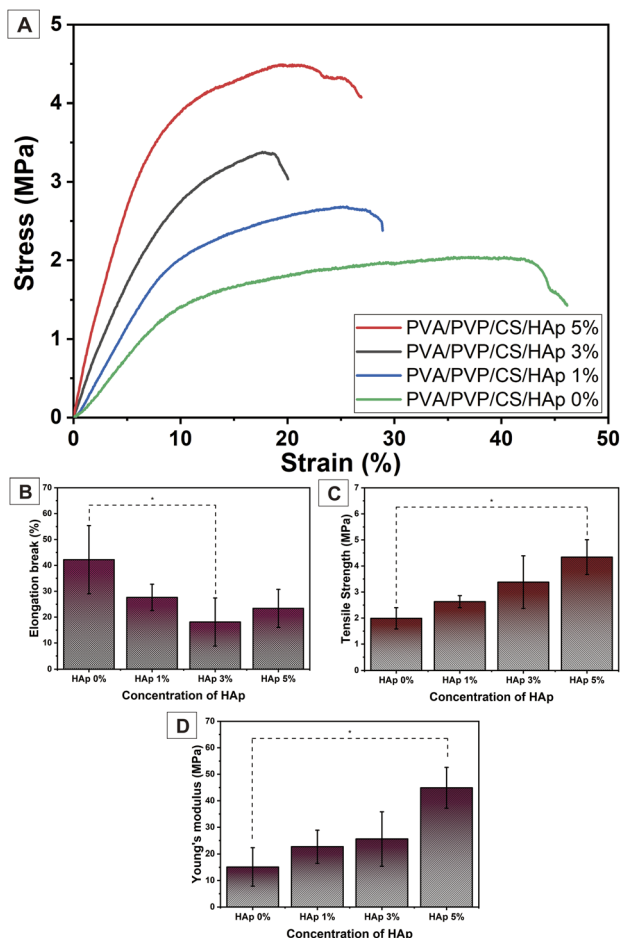 A
5
4
3
2
1
0
Stress (MPa)
PVA/PVP/CS/HAp 5%
PVA/PVP/CS/HAp 3%
PVA/PVP/CS/HAp 1%
PVA/PVP/CS/HAp 0%
0 10 20 30 40 50
Strain (%)
B
70
60
50
40
30
20
10
0
Elongation break (%)
*
HAp 0% HAp 1% HAp 3% HAp 5%
Concentration of HAp
C
7
6
5
4
3
2
1
0
Tensile Strength (MPa)
*
HAp 0% HAp 1% HAp 3% HAp 5%
Concentration of HAp
D
70
60
50
40
30
20
10
0
Young's modulus (MPa)
*
HAp 0% HAp 1% HAp 3% HAp 5%
Concentration of HAp